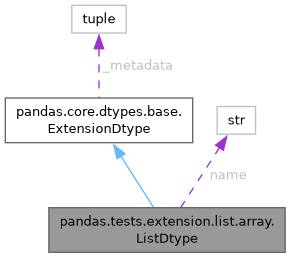 tuple
_metadata
pandas.core.dtypes.base.
ExtensionDtype
str
name
pandas.tests.extension.list.array.
ListDtype